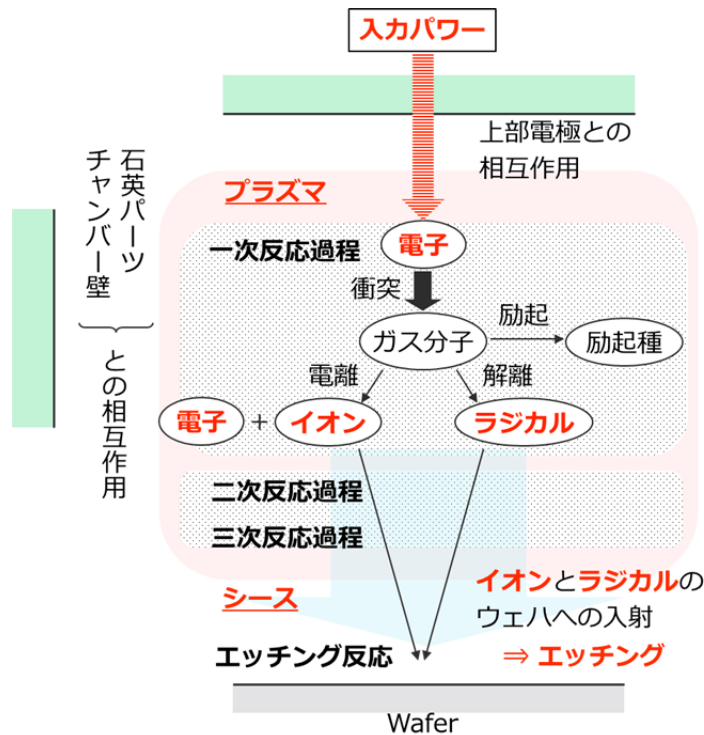 入力パワー
上部電極との
相互作用
石英パーツ
チャンバー壁
との相互作用
プラズマ
一次反応過程
電子
衝突
ガス分子
励起
励起種
電離
解離
電子
+
イオン
ラジカル
二次反応過程
三次反応過程
シース
イオンとラジカルの
ウェハへの入射
エッチング反応
⇒ エッチング
Wafer